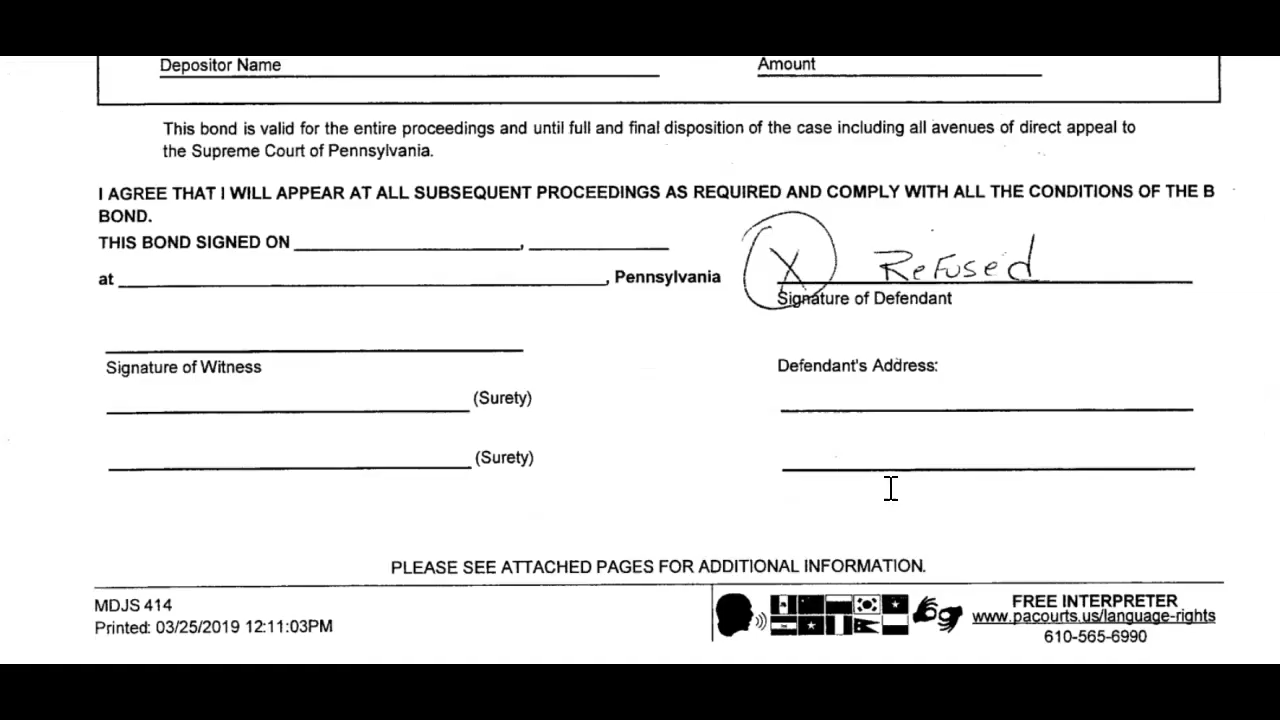 Depositor Name Amount
This bond is valid for the entire proceedings and until full and final disposition of the case including all avenues of direct appeal to
the Supreme Court of Pennsylvania.
I AGREE THAT I WILL APPEAR AT ALL SUBSEQUENT PROCEEDINGS AS REQUIRED AND COMPLY WITH ALL THE CONDITIONS OF THE B
BOND.
THIS BOND SIGNED ON ____________, ____________
at ____________, Pennsylvania X Refused
Signature of Defendant
Signature of Witness Defendant's Address:
(Surety)
(Surety)
PLEASE SEE ATTACHED PAGES FOR ADDITIONAL INFORMATION.
MDJS 414
Printed: 03/25/2019 12:11:03PM
FREE INTERPRETER
www.pacourts.us/language-rights
610-565-6990